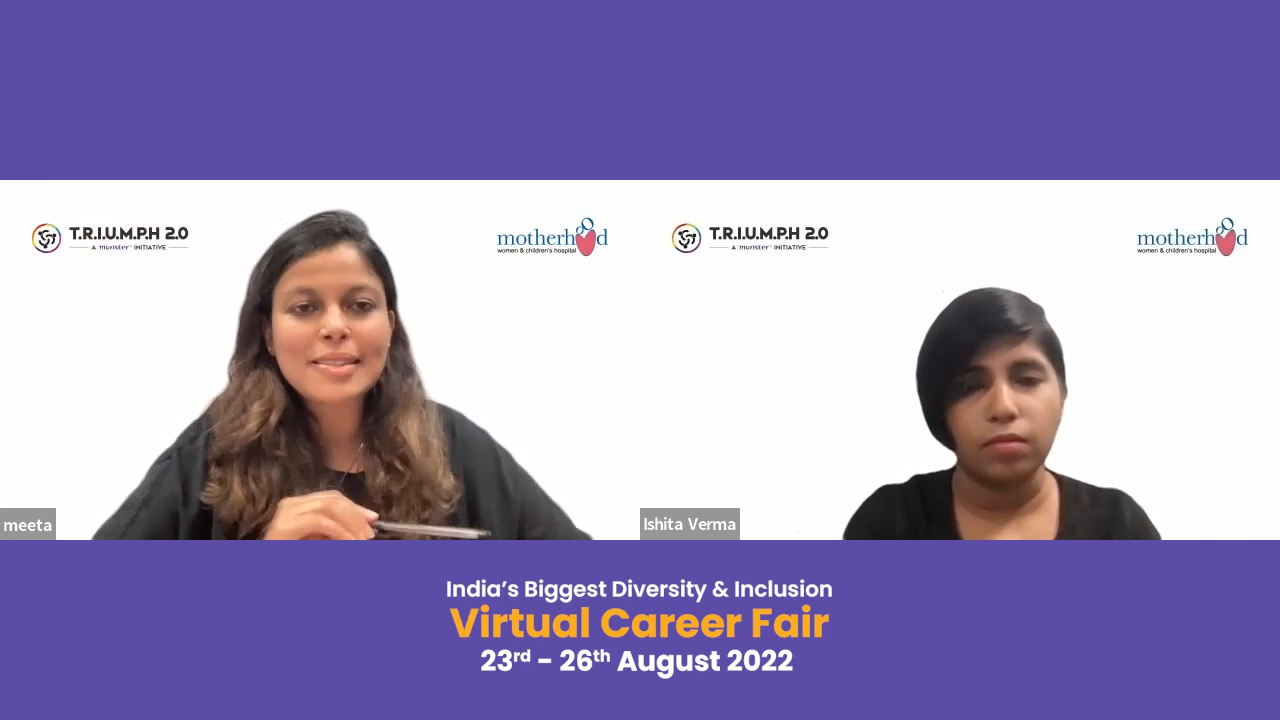 T.R.I.U.M.P.H 2.0
A monster INITIATIVE
motherhood
women & children's hospital
T.R.I.U.M.P.H 2.0
A monster INITIATIVE
motherhood
women & children's hospital
meeta
Ishita Verma
India's Biggest Diversity & Inclusion
Virtual Career Fair
23rd - 26th August 2022